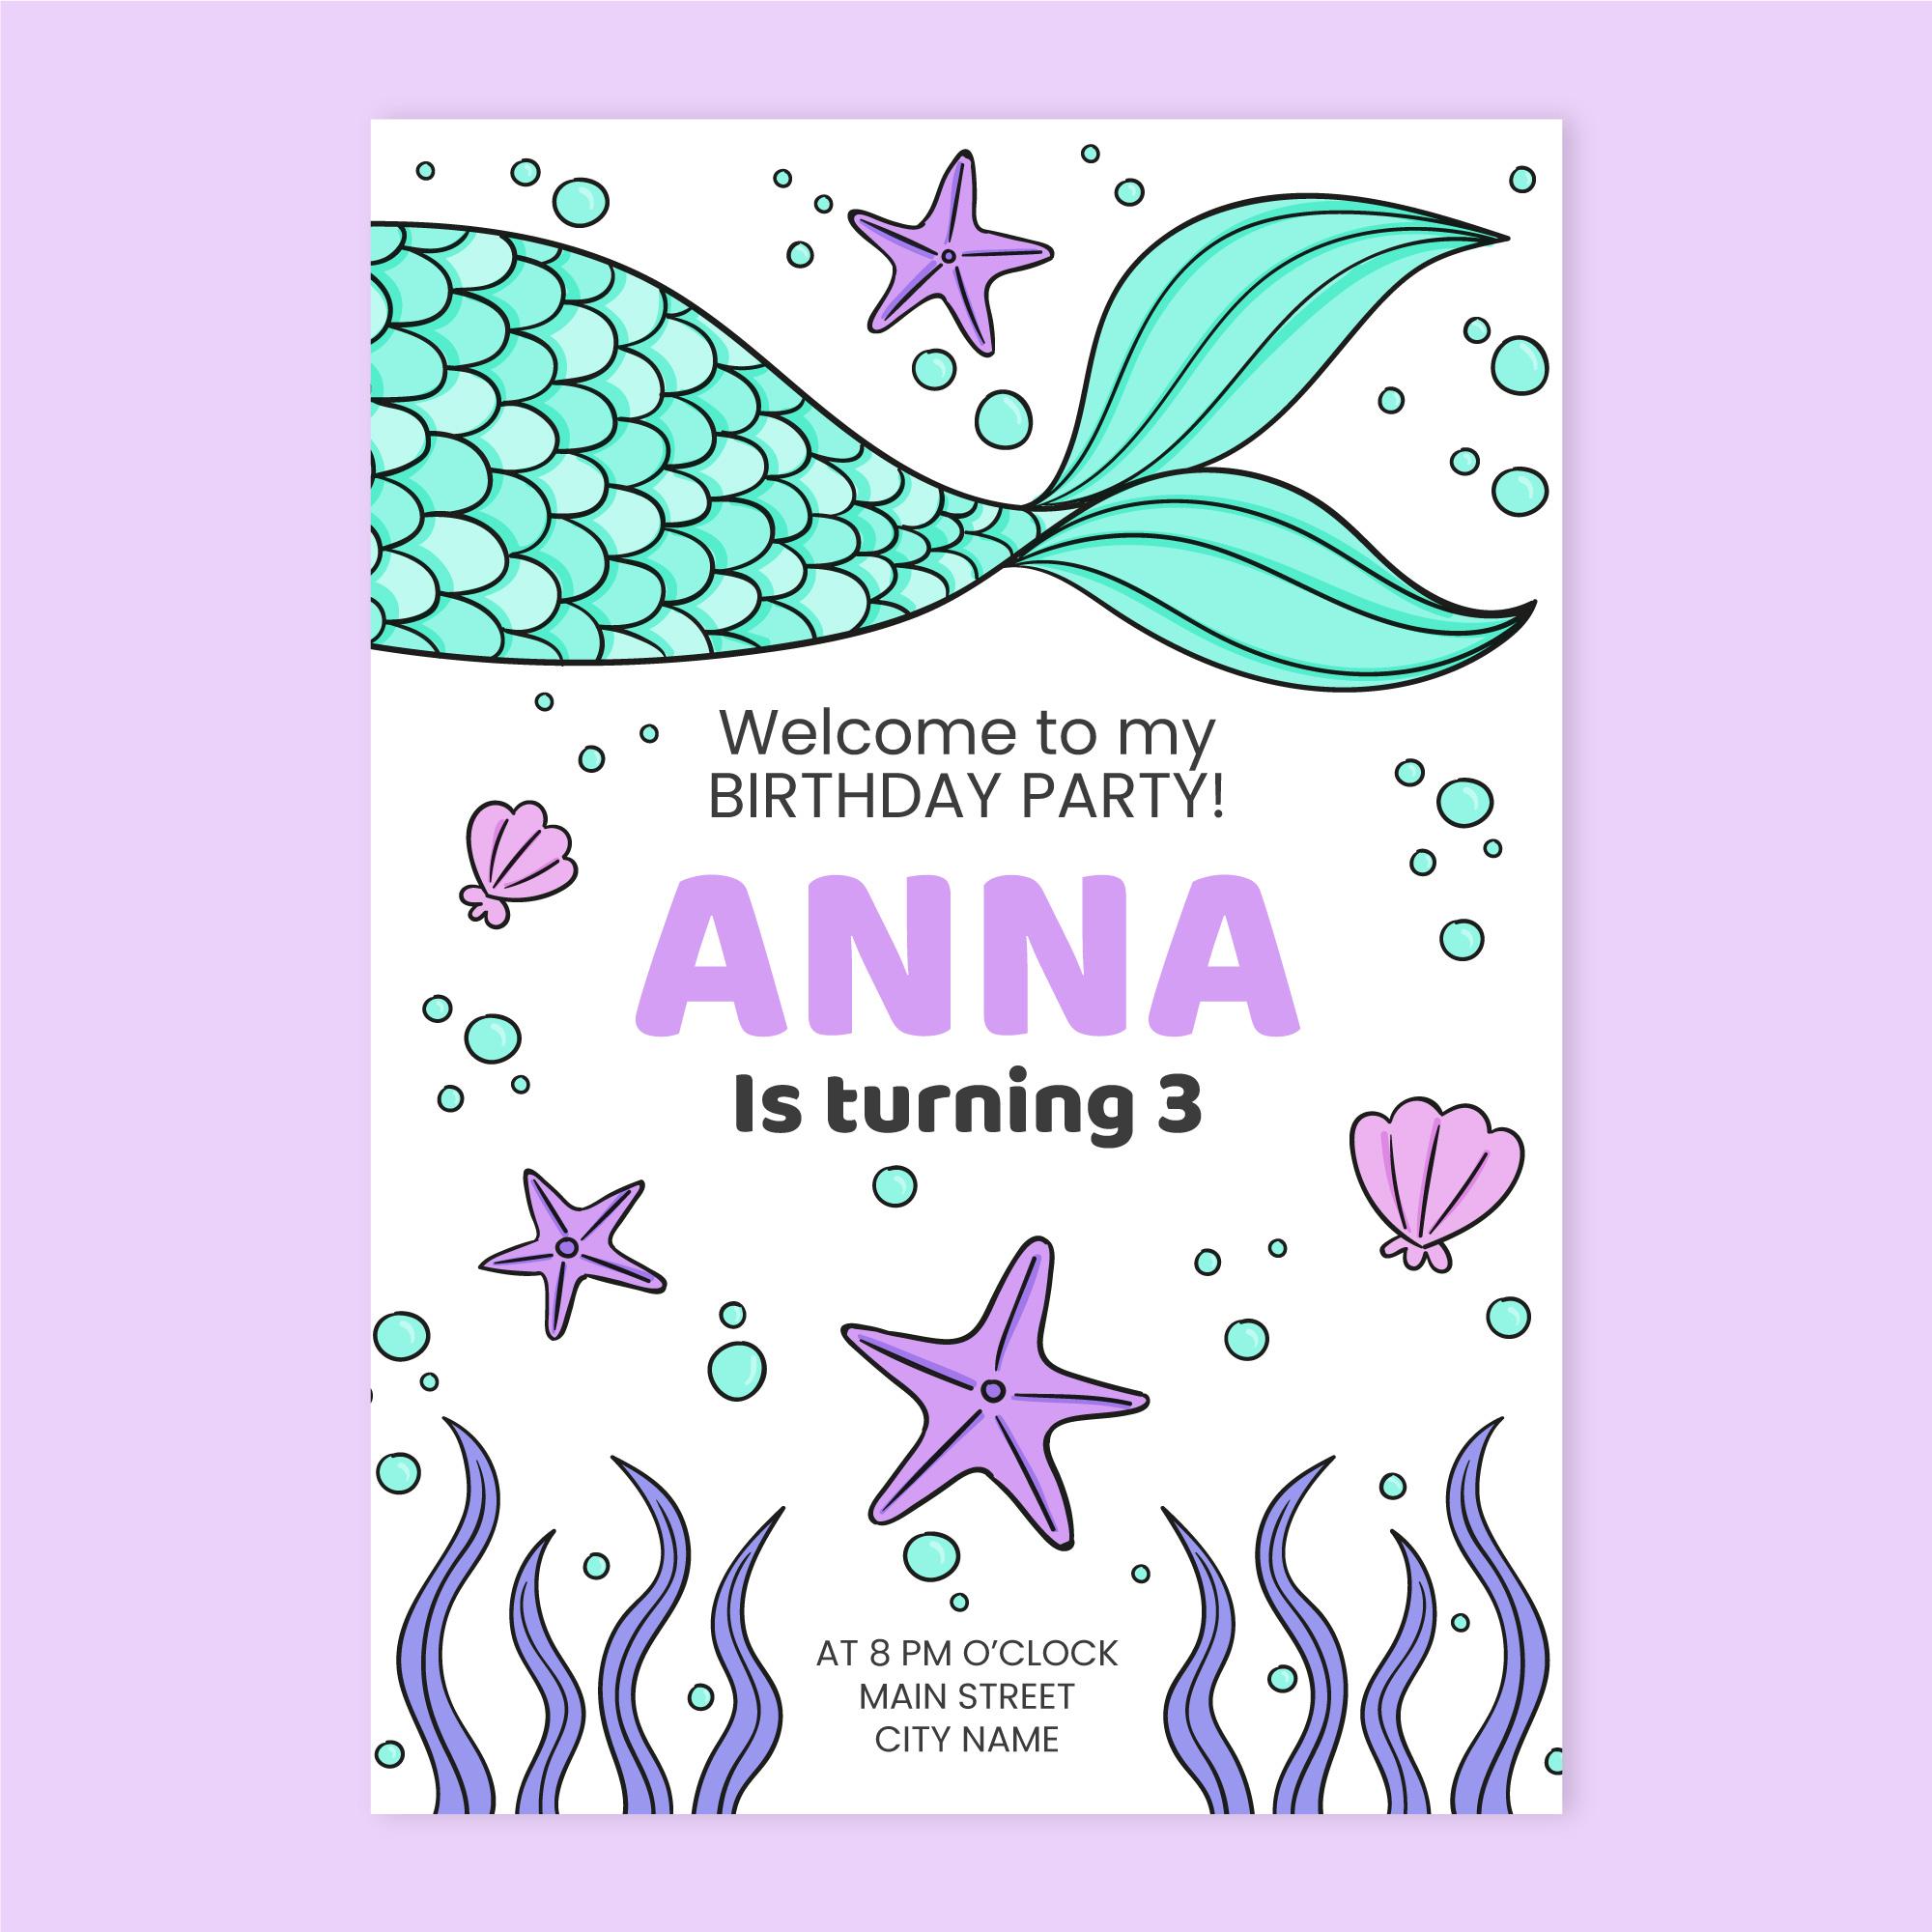 Welcome to my
BIRTHDAY PARTY!
ANNA
Is turning 3
AT 8 PM O’CLOCK
MAIN STREET
CITY NAME